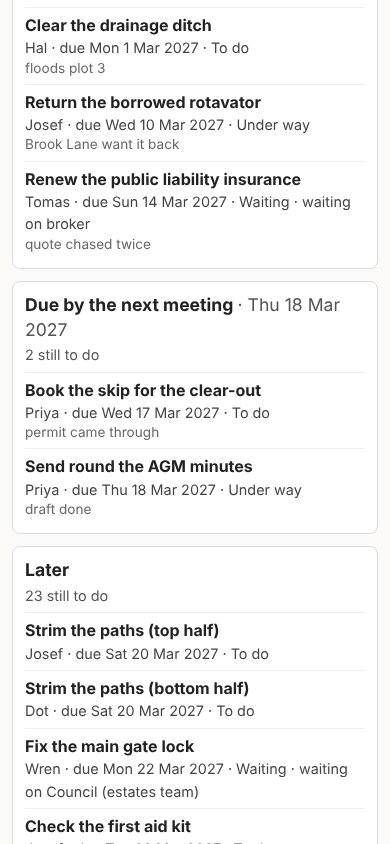 Clear the drainage ditch
Hal · due Mon 1 Mar 2027 · To do
floods plot 3
Return the borrowed rotavator
Josef · due Wed 10 Mar 2027 · Under way
Brook Lane want it back
Renew the public liability insurance
Tomas · due Sun 14 Mar 2027 · Waiting · waiting
on broker
quote chased twice
Due by the next meeting · Thu 18 Mar
2027
2 still to do
Book the skip for the clear-out
Priya · due Wed 17 Mar 2027 · To do
permit came through
Send round the AGM minutes
Priya · due Thu 18 Mar 2027 · Under way
draft done
Later
23 still to do
Strim the paths (top half)
Josef · due Sat 20 Mar 2027 · To do
Strim the paths (bottom half)
Dot · due Sat 20 Mar 2027 · To do
Fix the main gate lock
Wren · due Mon 22 Mar 2027 · Waiting · waiting
on Council (estates team)
Check the first aid kit